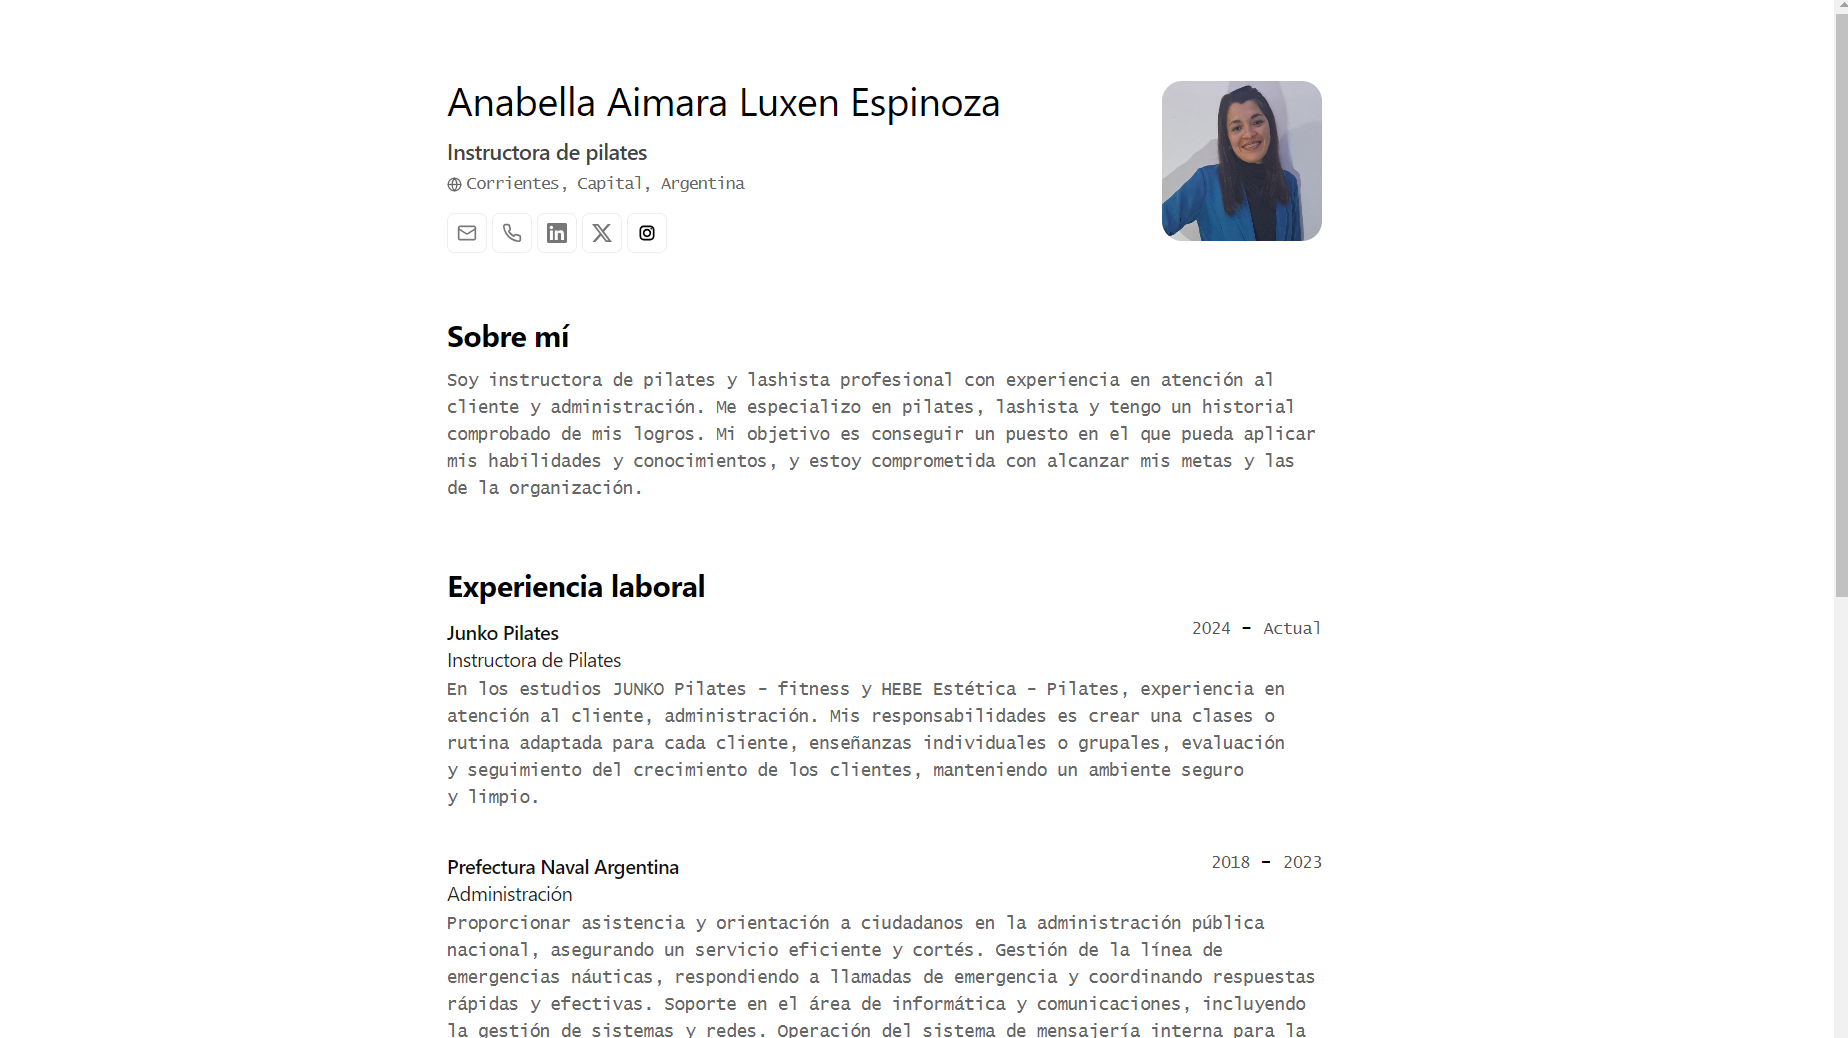 Anabella Aimara Luxen Espinoza
Instructora de pilates
Corrientes, Capital, Argentina
Sobre mí
Soy instructora de pilates y lashista profesional con experiencia en atención al
cliente y administración. Me especializo en pilates, lashista y tengo un historial
comprobado de mis logros. Mi objetivo es conseguir un puesto en el que pueda aplicar
mis habilidades y conocimientos, y estoy comprometida con alcanzar mis metas y las
de la organización.
Experiencia laboral
Junko Pilates
2024 - Actual
Instructora de Pilates
En los estudios JUNKO Pilates - fitness y HEBE Estética - Pilates, experiencia en
atención al cliente, administración. Mis responsabilidades es crear una clases o
rutina adaptada para cada cliente, enseñanzas individuales o grupales, evaluación
y seguimiento del crecimiento de los clientes, manteniendo un ambiente seguro
y limpio.
Prefectura Naval Argentina
2018 - 2023
Administración
Proporcionar asistencia y orientación a ciudadanos en la administración pública
nacional, asegurando un servicio eficiente y cortés. Gestión de la línea de
emergencias náuticas, respondiendo a llamadas de emergencia y coordinando respuestas
rápidas y efectivas. Soporte en el área de informática y comunicaciones, incluyendo
la gestión de sistemas y redes. Operación del sistema de mensajería interna para la